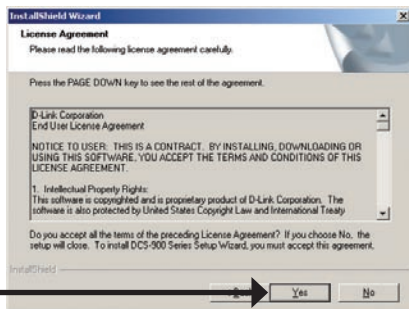 InstallShield Wizard
License Agreement
Please read the following license agreement carefully.
Press the PAGE DOWN key to see the rest of the agreement.
D-Link Corporation
End User License Agreement
NOTICE TO USER: THIS IS A CONTRACT. BY INSTALLING, DOWNLOADING OR
USING THIS SOFTWARE, YOU ACCEPT THE TERMS AND CONDITIONS OF THIS
LICENSE AGREEMENT.
1. Intellectual Property Rights:
This software is copyrighted and is proprietary product of D-Link Corporation. The
software is also protected by United States Copyright Law and International Treaty
Do you accept all the terms of the preceding License Agreement? If you choose No, the
setup will close. To install DCS-900 Series Setup Wizard, you must accept this agreement.
InstallShield
Yes
No